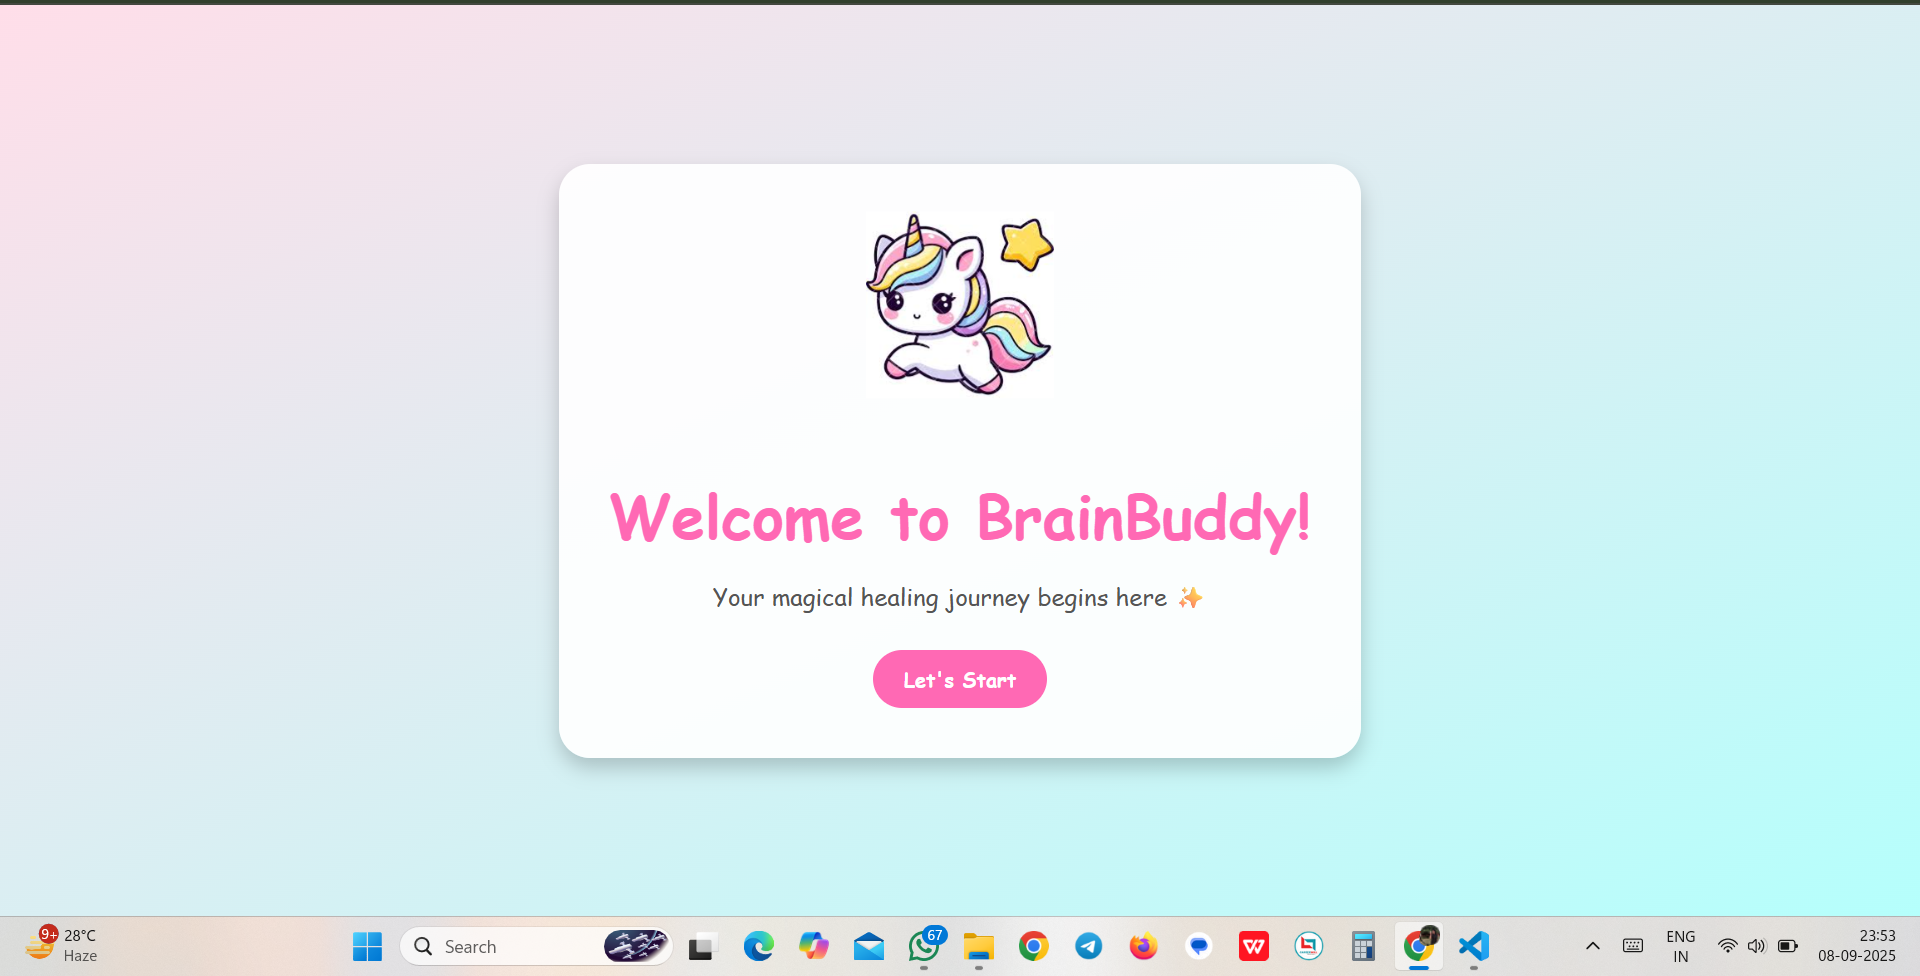 Welcome to BrainBuddy!
Your magical healing journey begins here ✨
Let's Start
9+
28°C
Haze
Search
67
ENG
IN
23:53
08-09-2025